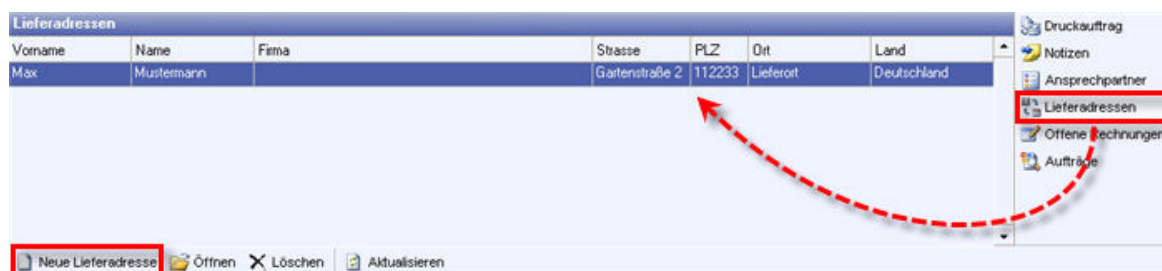 Lieferadressen
Vorname Name Firma Strasse PLZ Ort Land
Max Mustermann Gartenstraße 2 112233 Lieferort Deutschland
Druckauftrag
Notizen
Ansprechpartner
Lieferadressen
Offene Rechnungen
Aufträge
Neue Lieferadresse Öffnen Löschen Aktualisieren